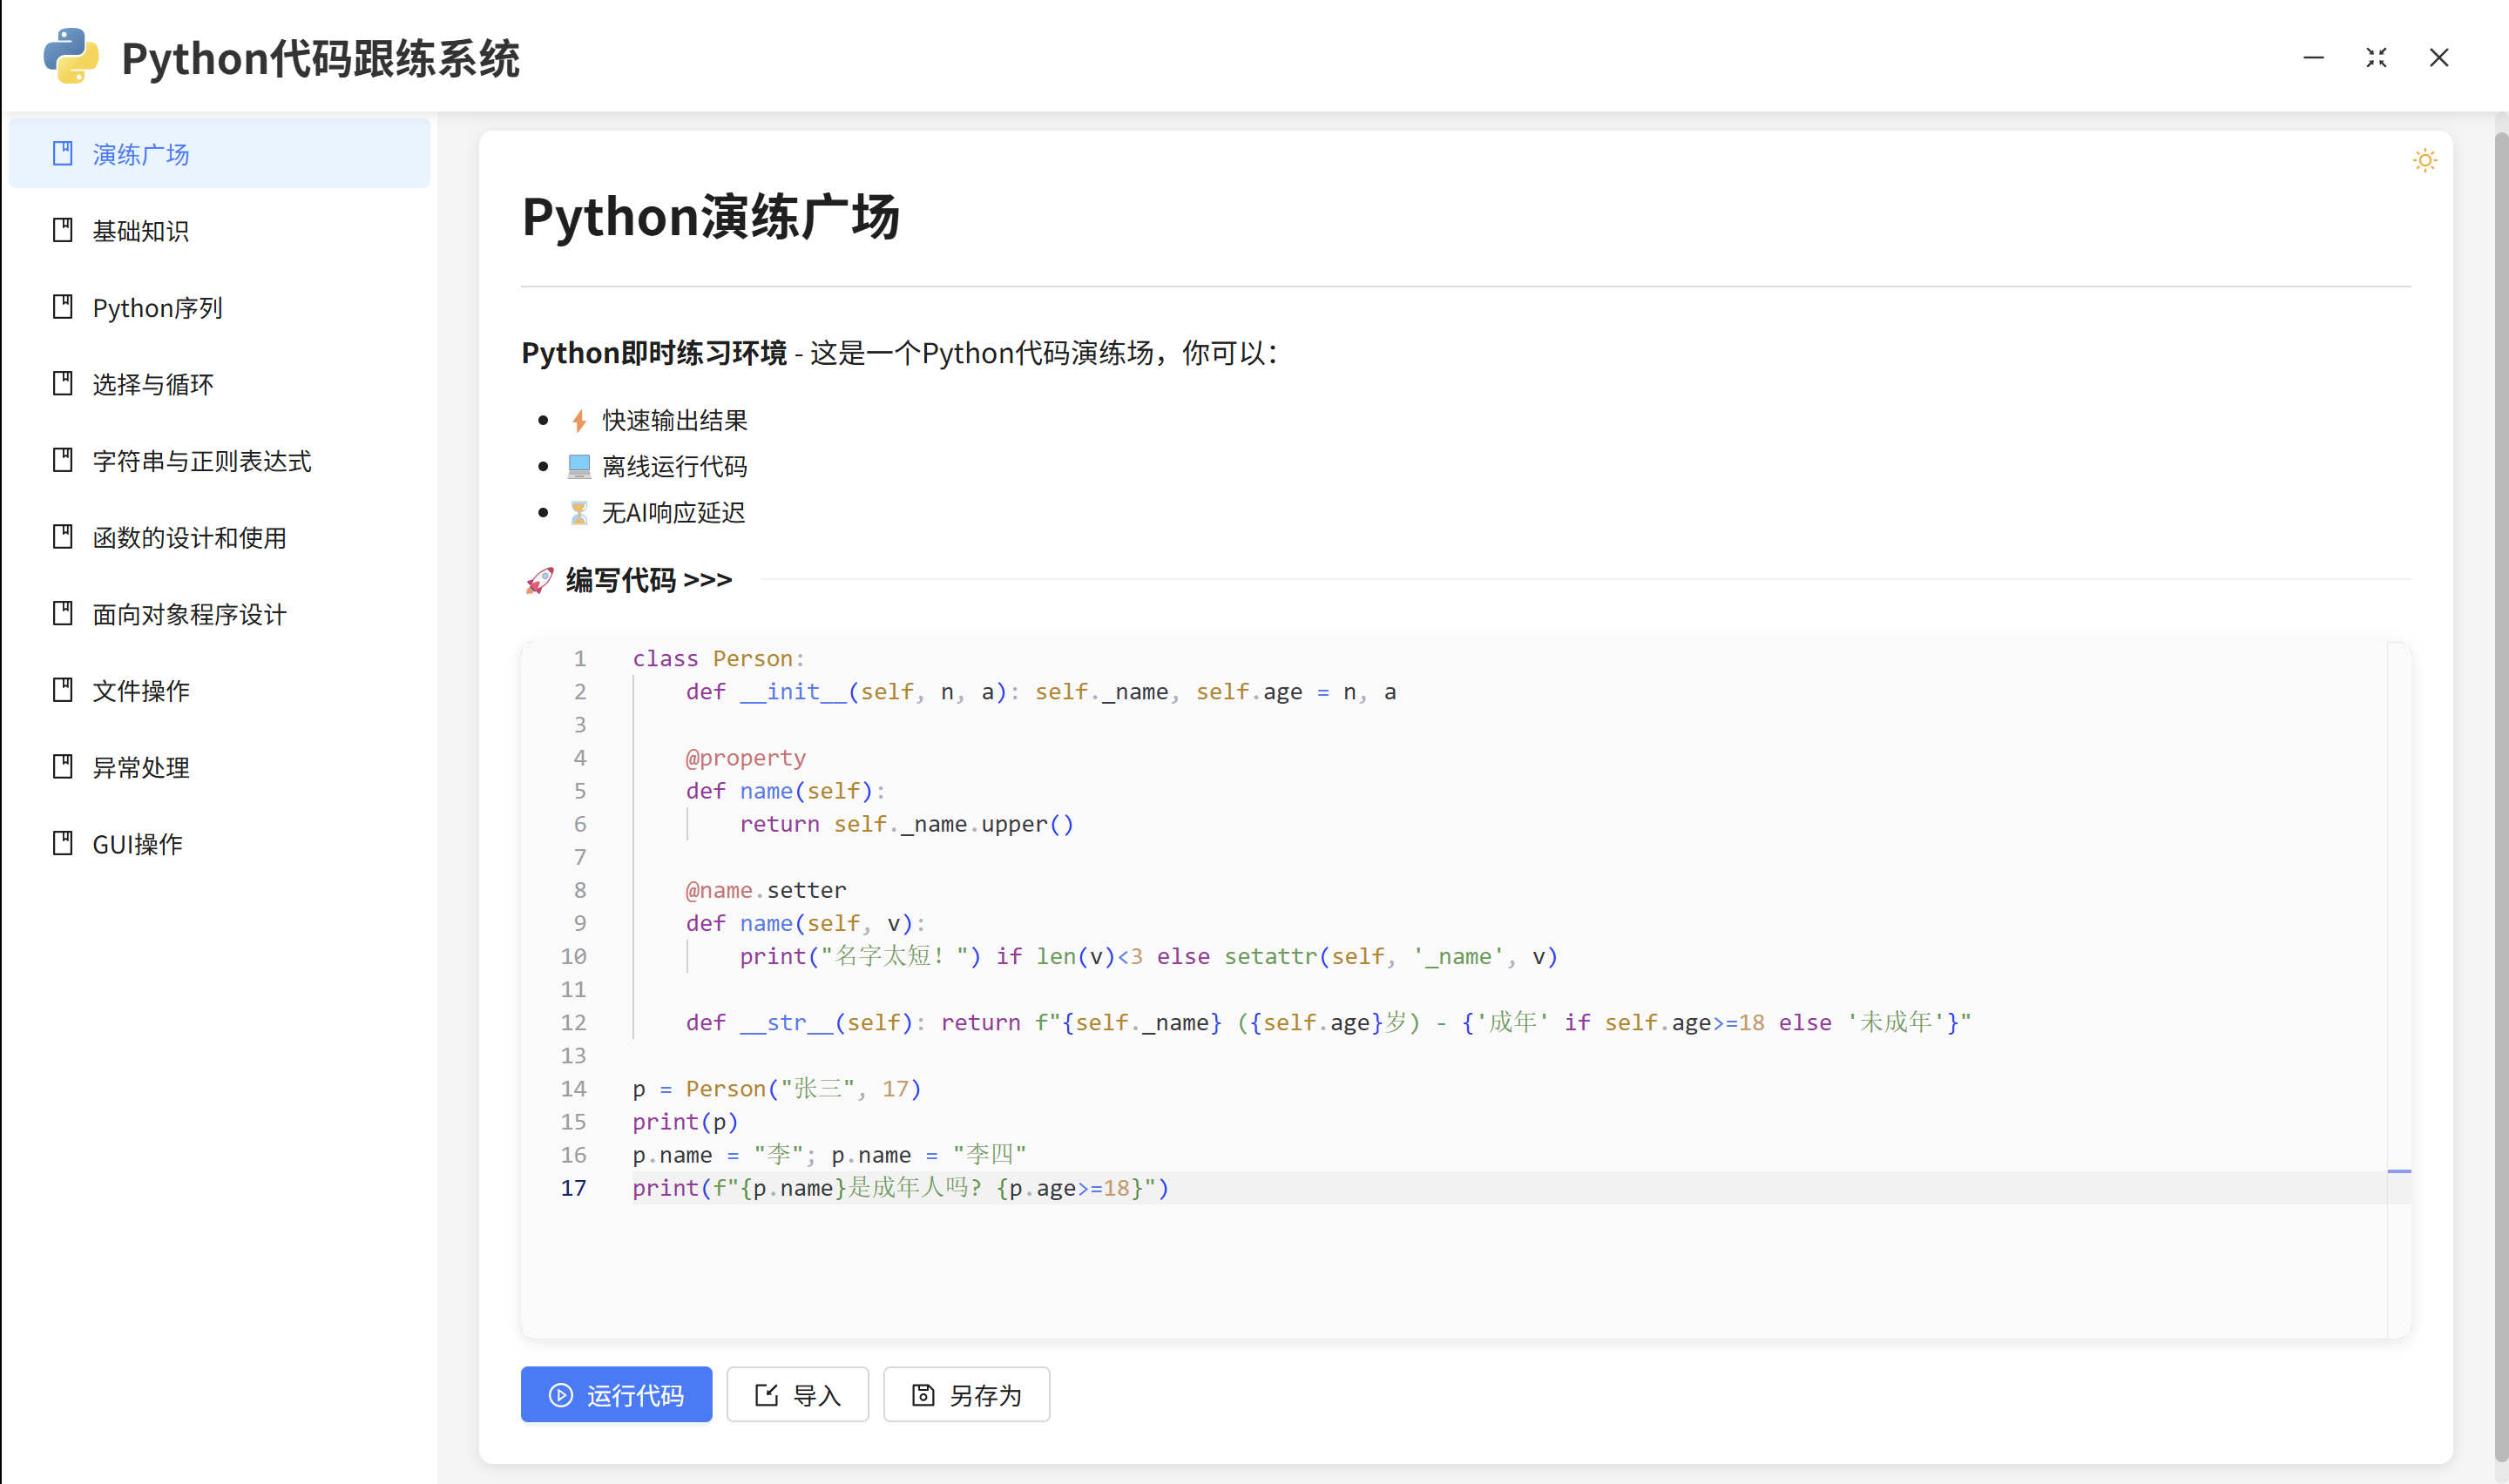 Python代码跟练系统
演练广场
基础知识
Python序列
选择与循环
字符串与正则表达式
函数的设计和使用
面向对象程序设计
文件操作
异常处理
GUI操作
Python演练广场
Python即时练习环境 - 这是一个Python代码演练场，你可以：
• ⚡ 快速输出结果
• 💻 离线运行代码
• ⏳ 无AI响应延迟
🚀 编写代码 >>>
1 class Person:
2     def __init__(self, n, a): self._name, self.age = n, a
3
4     @property
5     def name(self):
6         return self._name.upper()
7
8     @name.setter
9     def name(self, v):
10         print("名字太短！") if len(v)<3 else setattr(self, '_name', v)
11
12     def __str__(self): return f"{self._name} ({self.age}岁) - {'成年' if self.age>=18 else '未成年'}"
13
14 p = Person("张三", 17)
15 print(p)
16 p.name = "李"; p.name = "李四"
17 print(f"{p.name}是成年人吗? {p.age>=18}")
运行代码
导入
另存为